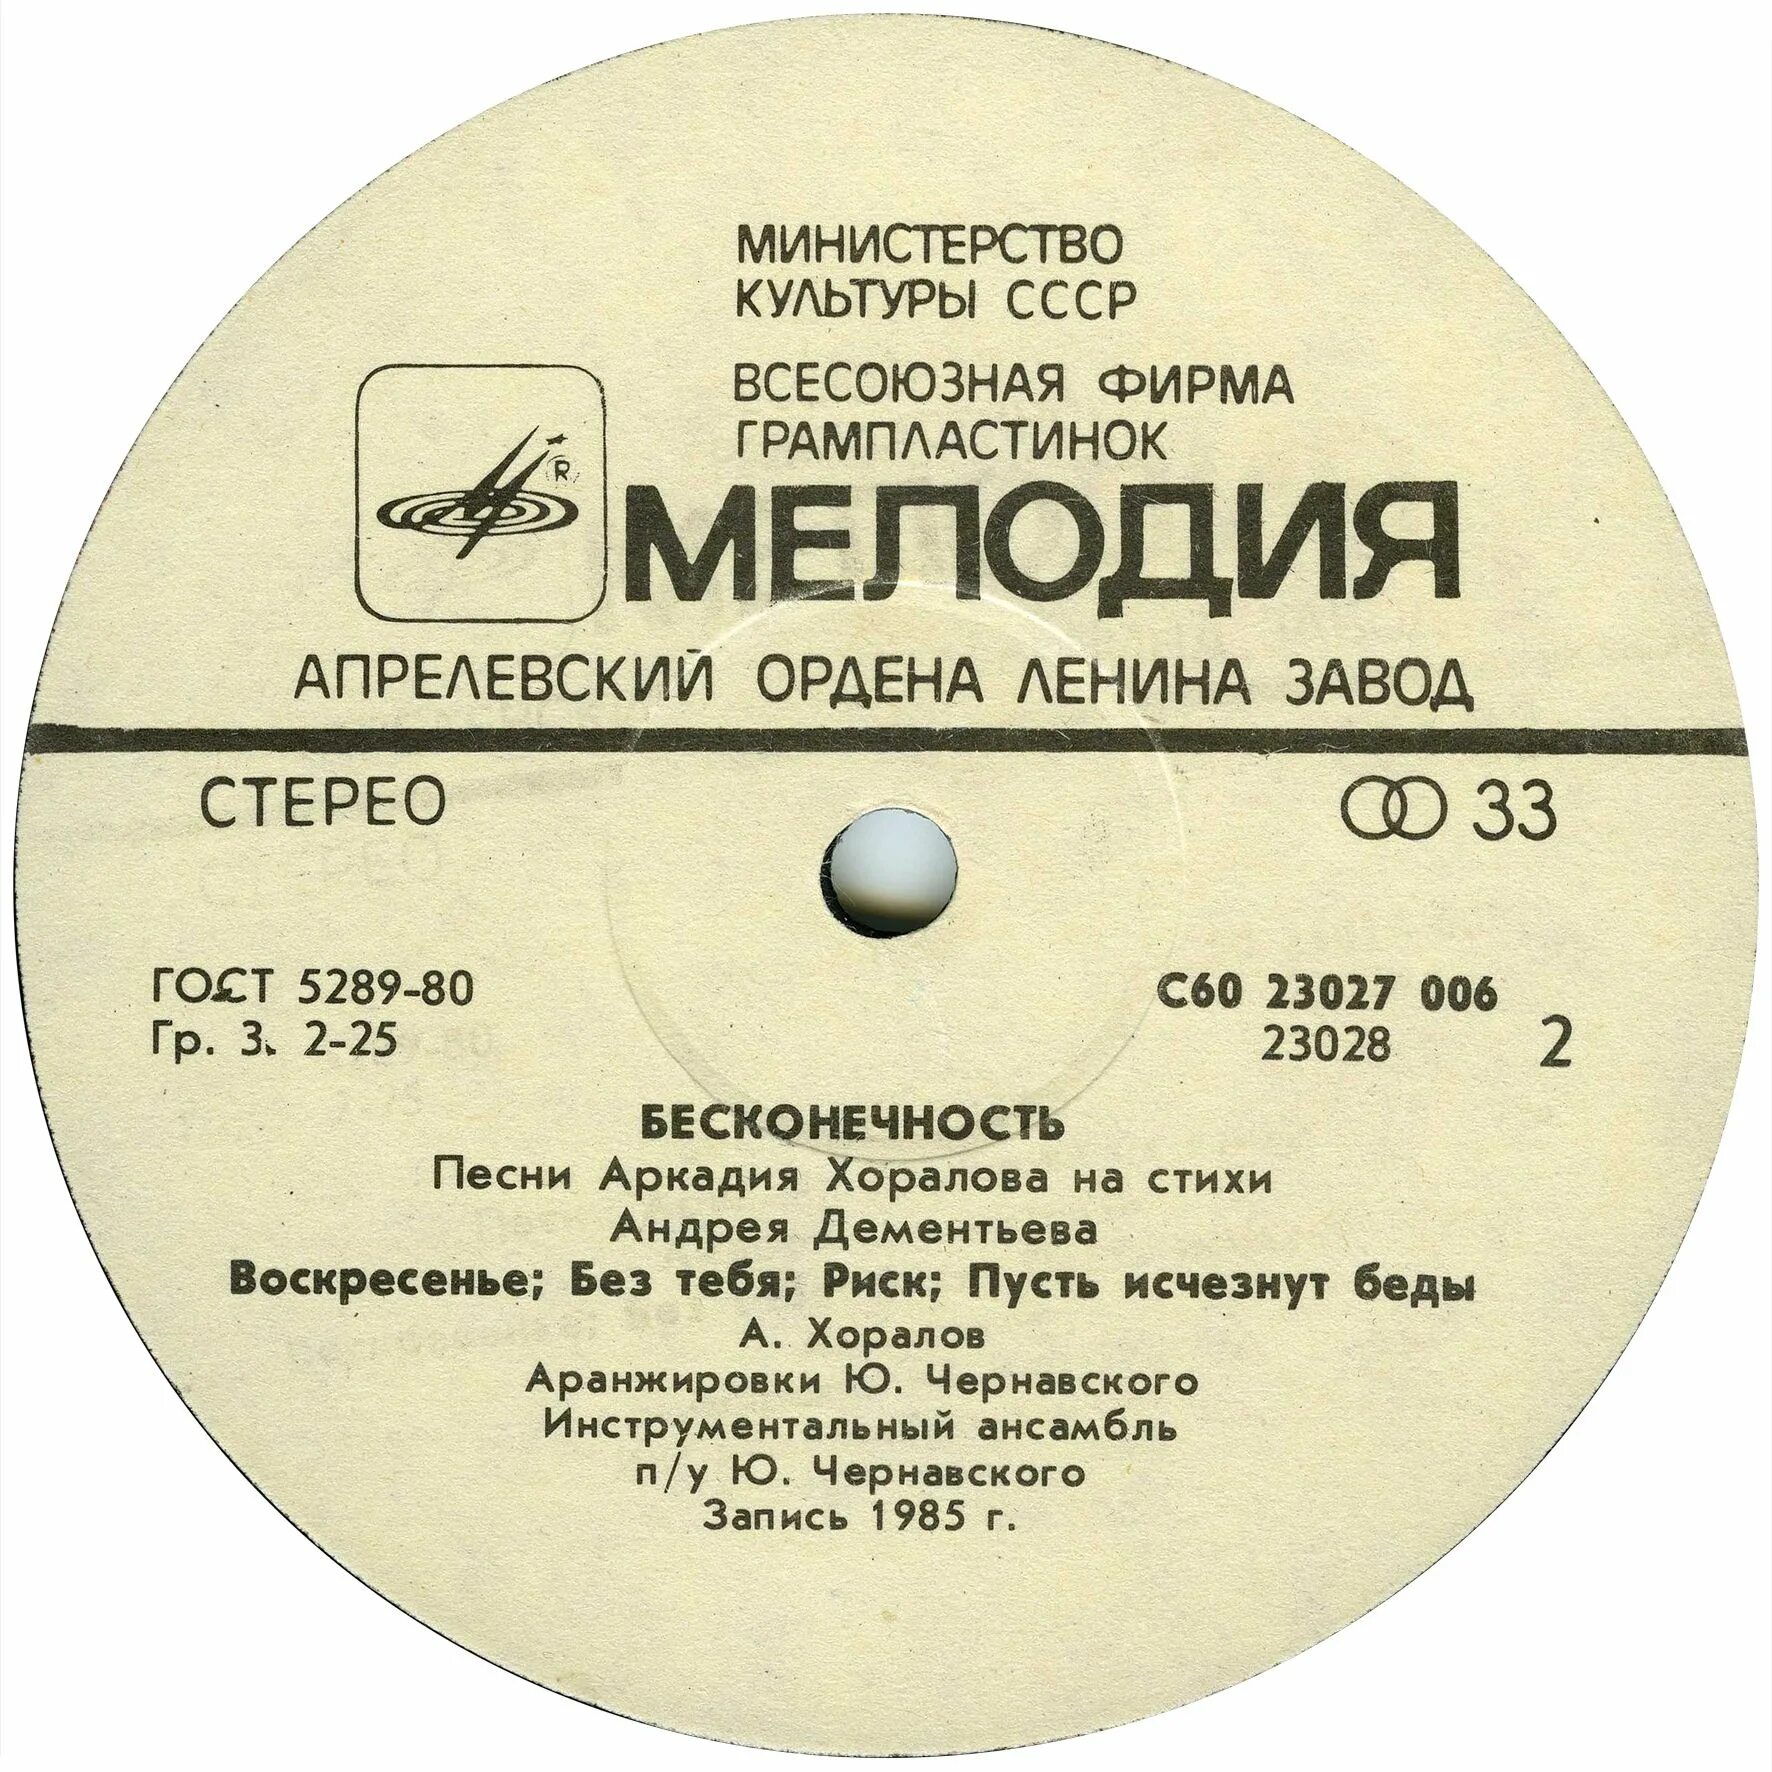 МИНИСТЕРСТВО
КУЛЬТУРЫ СССР
ВСЕСОЮЗНАЯ ФИРМА
ГРАМПЛАСТИНОК
R
МЕЛОДИЯ
АПРЕЛЕВСКИЙ ОРДЕНА ЛЕНИНА ЗАВОД
СТЕРЕО
33
ГОСТ 5289-80
Гр. 3. 2-25
С60 23027 006
23028
2
БЕСКОНЕЧНОСТЬ
Песни Аркадия Хоралова на стихи
Андрея Дементьева
Воскресенье; Без тебя; Риск; Пусть исчезнут беды
А. Хоралов
Аранжировки Ю. Чернавского
Инструментальный ансамбль
п/у Ю. Чернавского
Запись 1985 г.